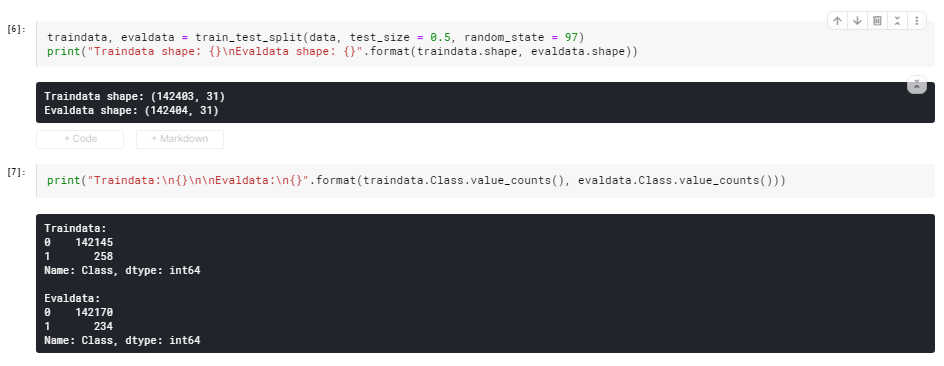 [6]:
traindata, evaldata = train_test_split(data, test_size = 0.5, random_state = 97)
print("Traindata shape: {}\nEvaldata shape: {}".format(traindata.shape, evaldata.shape))
Traindata shape: (142403, 31)
Evaldata shape: (142404, 31)
+ Code
+ Markdown
[7]:
print("Traindata:\n{}\n\nEvaldata:\n{}".format(traindata.Class.value_counts(), evaldata.Class.value_counts()))
Traindata:
0    142145
1       258
Name: Class, dtype: int64
Evaldata:
0    142170
1       234
Name: Class, dtype: int64